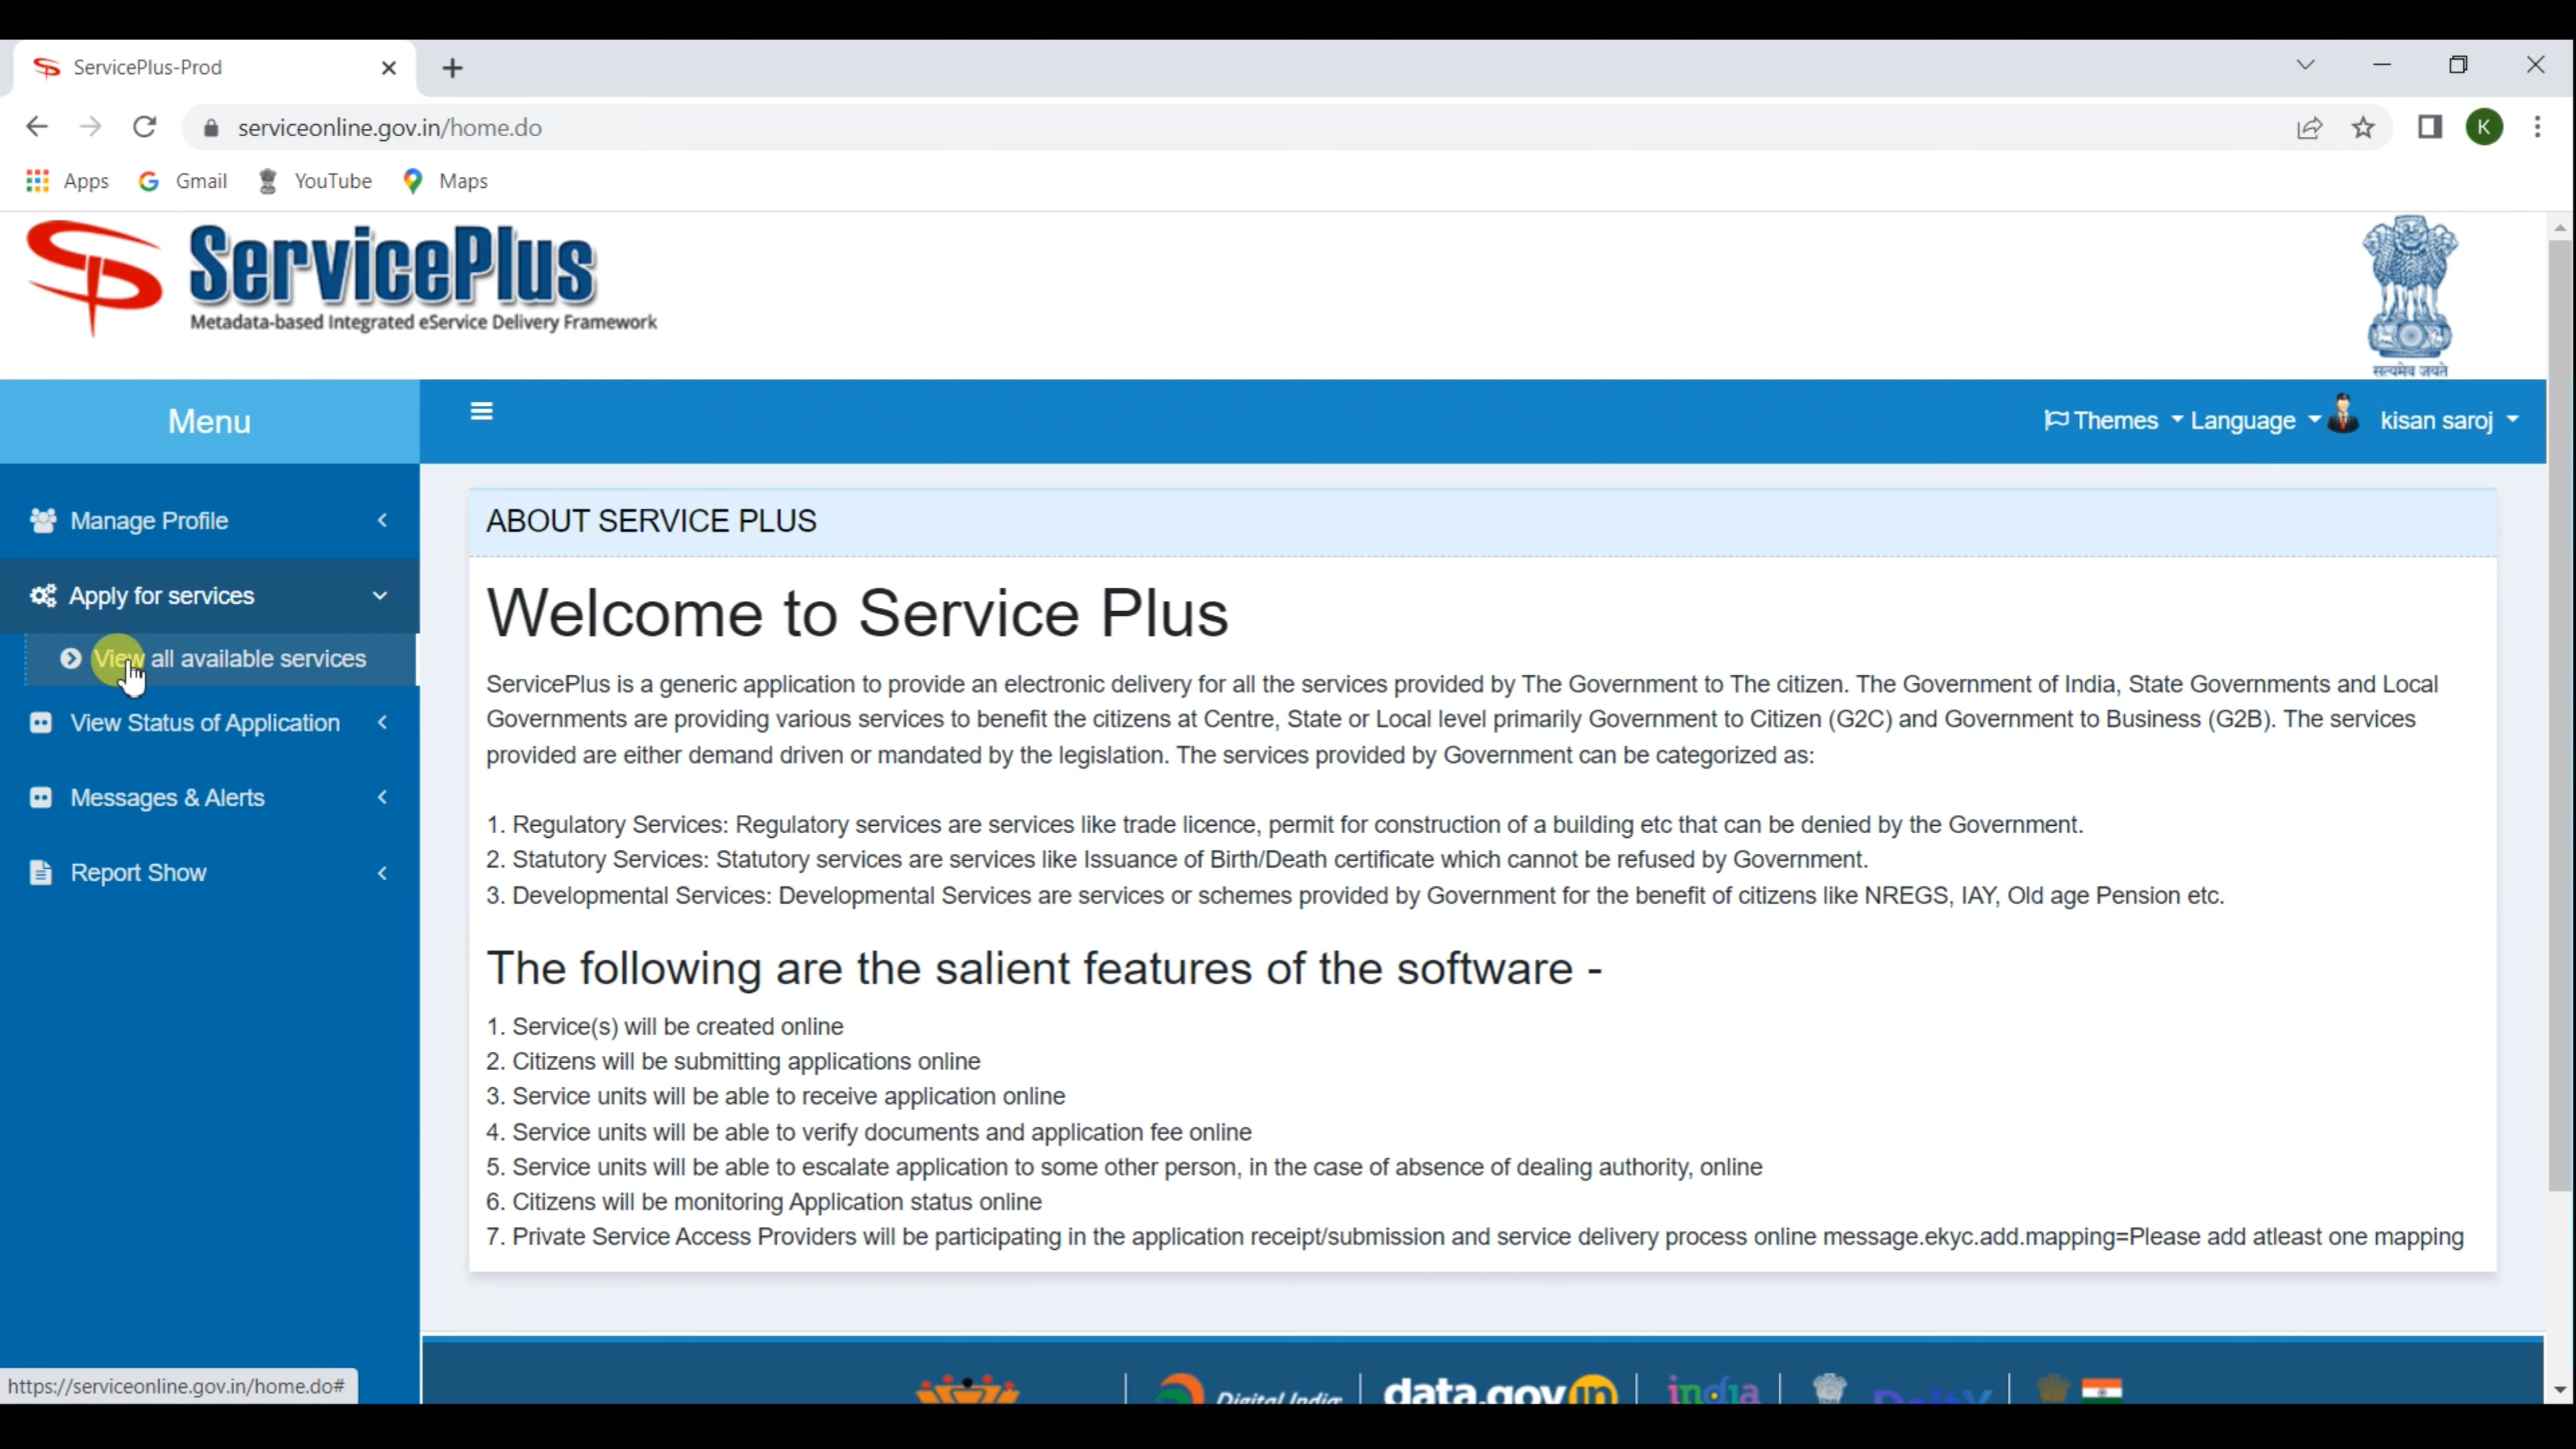 ServicePlus-Prod
serviceonline.gov.in/home.do
K
Apps Gmail YouTube Maps
ServicePlus
Metadata-based Integrated eService Delivery Framework
सत्यमेव जयते
Menu
Themes Language kisan saroj
Manage Profile
Apply for services
View all available services
View Status of Application
Messages & Alerts
Report Show
ABOUT SERVICE PLUS
Welcome to Service Plus
ServicePlus is a generic application to provide an electronic delivery for all the services provided by The Government to The citizen. The Government of India, State Governments and Local
Governments are providing various services to benefit the citizens at Centre, State or Local level primarily Government to Citizen (G2C) and Government to Business (G2B). The services
provided are either demand driven or mandated by the legislation. The services provided by Government can be categorized as:
1. Regulatory Services: Regulatory services are services like trade licence, permit for construction of a building etc that can be denied by the Government.
2. Statutory Services: Statutory services are services like Issuance of Birth/Death certificate which cannot be refused by Government.
3. Developmental Services: Developmental Services are services or schemes provided by Government for the benefit of citizens like NREGS, IAY, Old age Pension etc.
The following are the salient features of the software -
1. Service(s) will be created online
2. Citizens will be submitting applications online
3. Service units will be able to receive application online
4. Service units will be able to verify documents and application fee online
5. Service units will be able to escalate application to some other person, in the case of absence of dealing authority, online
6. Citizens will be monitoring Application status online
7. Private Service Access Providers will be participating in the application receipt/submission and service delivery process online message.ekyc.add.mapping=Please add atleast one mapping
https://serviceonline.gov.in/home.do#
Digital India data.gov in india